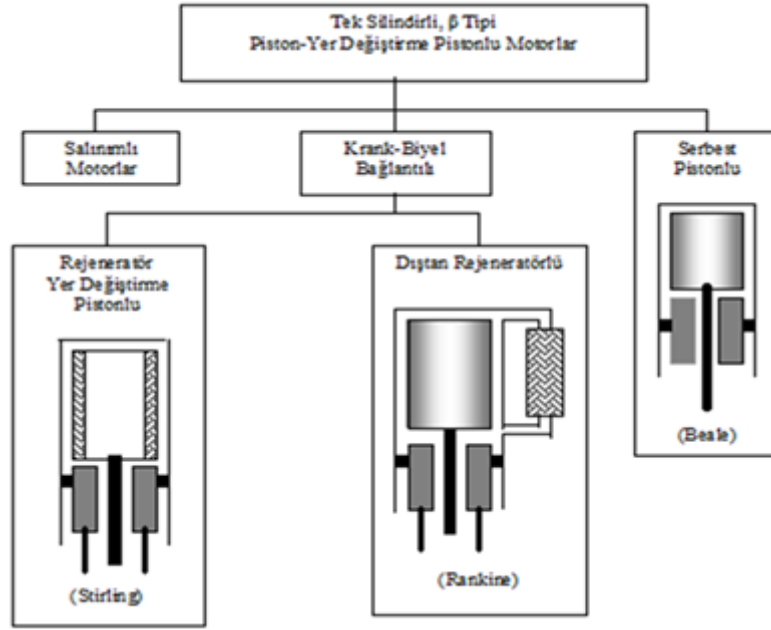 Tek Silindirli, β Tipi
Piston-Yer Değiştirme Pistonlu Motorlar
Salınımlı
Motorlar
Krank-Biyel
Bağlantılı
Serbest
Pistonlu
Rejeneratör
Yer Değiştirme
Pistonlu
Dıştan Rejeneratörlü
(Beale)
(Stirling)
(Rankine)